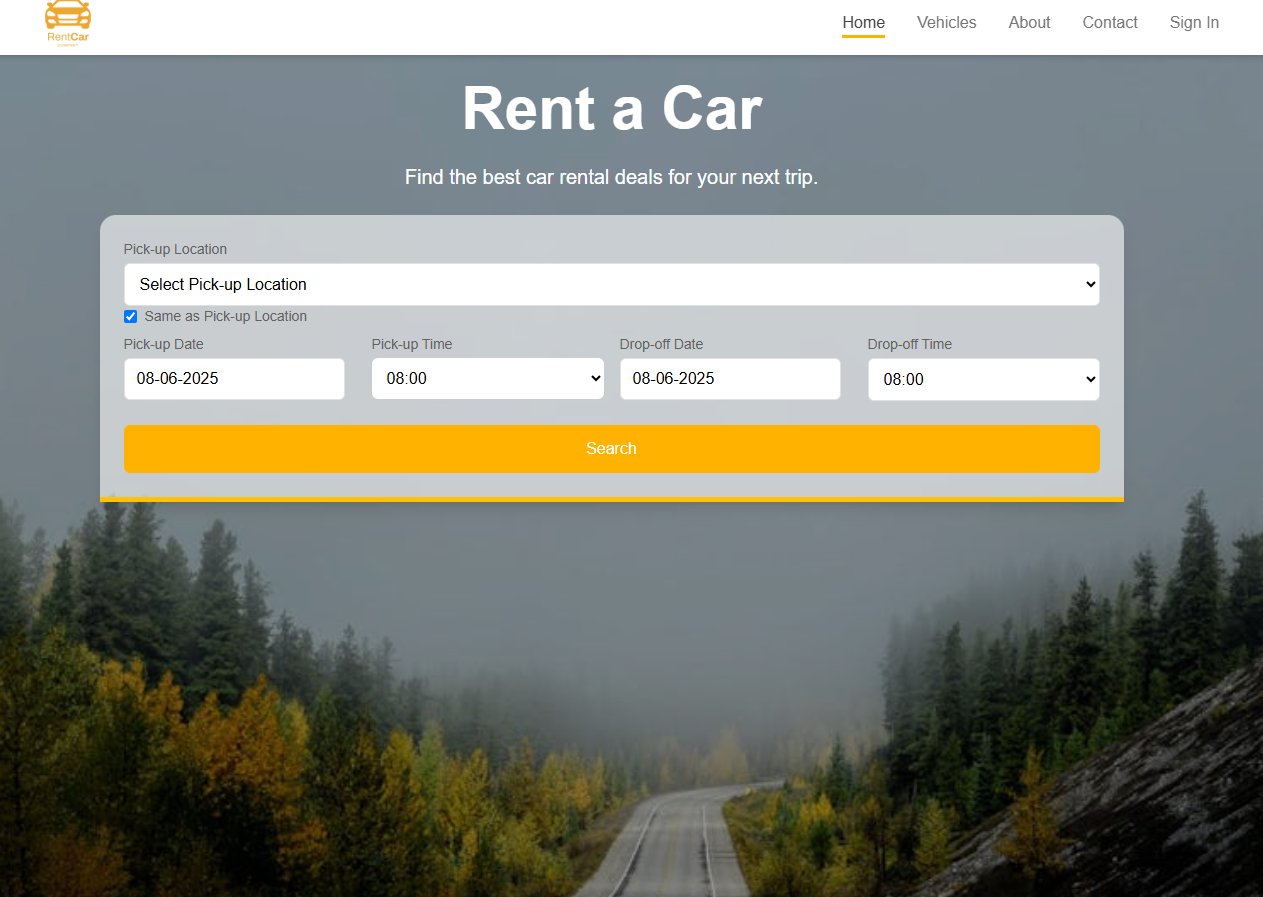 RentCar
COMPANY
Home Vehicles About Contact Sign In
Rent a Car
Find the best car rental deals for your next trip.
Pick-up Location
Select Pick-up Location
Same as Pick-up Location
Pick-up Date Pick-up Time Drop-off Date Drop-off Time
08-06-2025 08:00 08-06-2025 08:00
Search